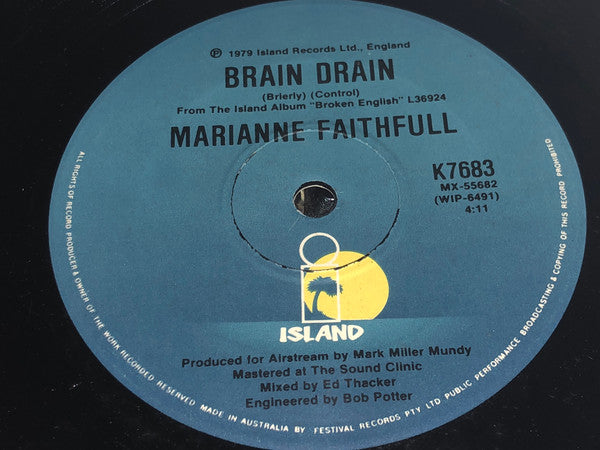 ℗ 1979 Island Records Ltd., England
BRAIN DRAIN
(Brierly) (Control)
From The Island Album "Broken English" L36924
MARIANNE FAITHFULL
K7683
MX-55682
(WIP-6491)
4:11
ISLAND
Produced for Airstream by Mark Miller Mundy
Mastered at The Sound Clinic
Mixed by Ed Thacker
Engineered by Bob Potter
ALL RIGHTS OF RECORD PRODUCER & OWNER OF THE WORK RECORDED RESERVED. MADE IN AUSTRALIA BY FESTIVAL RECORDS PTY LTD PUBLIC PERFORMANCE BROADCASTING & COPYING OF THIS RECORD PROHIBITED